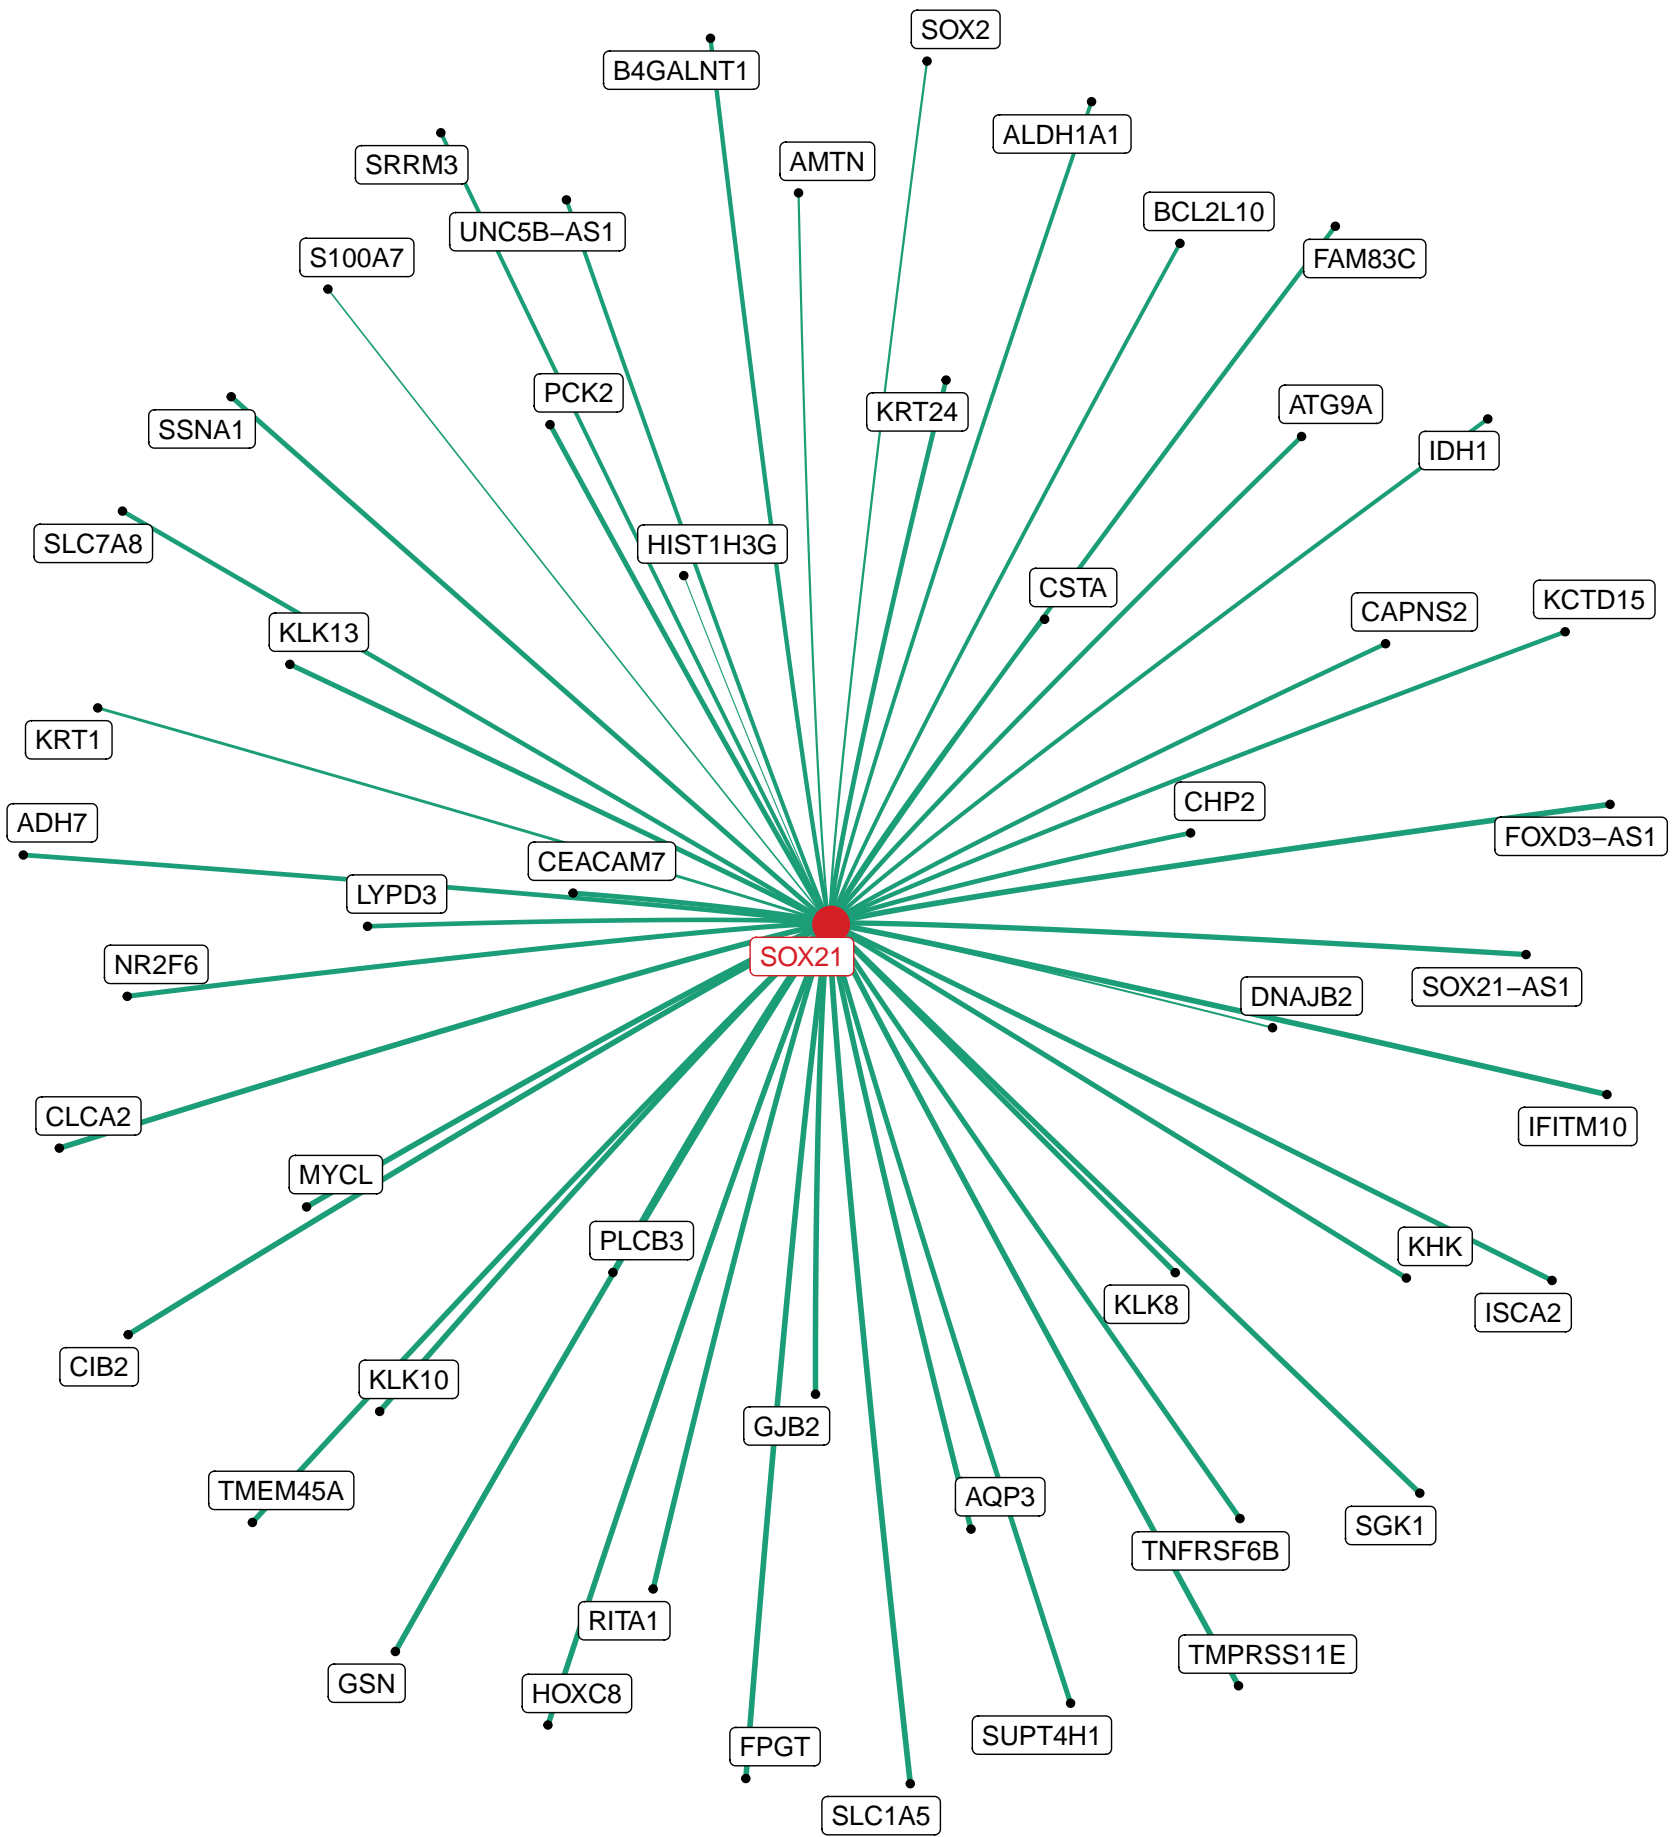 SOX2
B4GALNT1
ALDH1A1
AMTN
SRRM3
BCL2L10
UNC5B−AS1
S100A7
FAM83C
PCK2
ATG9A
KRT24
SSNA1
IDH1
HIST1H3G
SLC7A8
CSTA
KCTD15
CAPNS2
KLK13
KRT1
CHP2
ADH7
FOXD3−AS1
CEACAM7
LYPD3
SOX21
NR2F6
SOX21−AS1
DNAJB2
CLCA2
IFITM10
MYCL
PLCB3
KHK
KLK8
ISCA2
CIB2
KLK10
GJB2
TMEM45A
AQP3
SGK1
TNFRSF6B
RITA1
TMPRSS11E
GSN
HOXC8
SUPT4H1
FPGT
SLC1A5